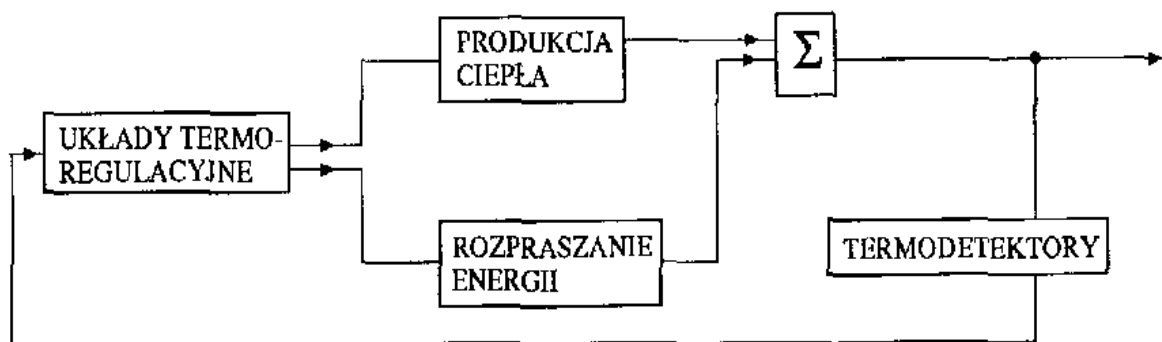 PRODUKCJA
CIEPŁA
Σ
UKŁADY TERMO-
REGULACYJNE
ROZPRASZANIE
ENERGII
TERMODETEKTORY